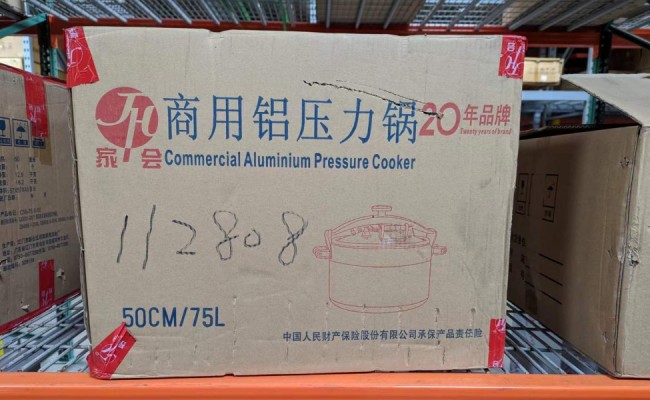 JH
家会
商用铝压力锅
Commercial Aluminium Pressure Cooker
20年品牌
Twenty years of brand
112808
50CM/75L
中国人民财产保险股份有限公司承保产品责任险